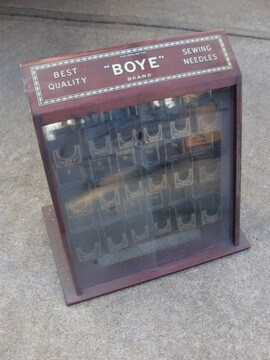 BEST
QUALITY
"BOYE"
BRAND
SEWING
NEEDLES